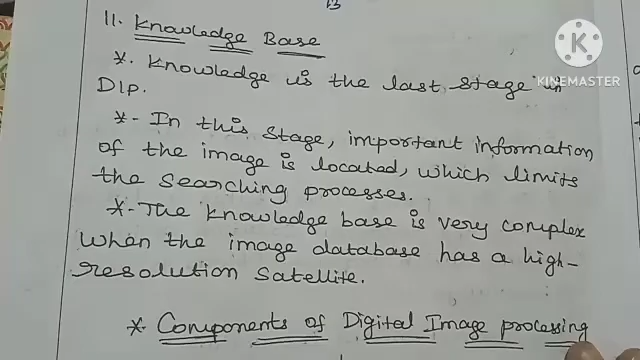 13
11. Knowledge Base
*. Knowledge is the last stage in
DIP.
*- In this stage, important information
of the image is located, which limits
the searching processes.
*- The knowledge base is very complex
when the image database has a high-
resolution satellite.
*- Components of Digital Image processing
KINEMASTER